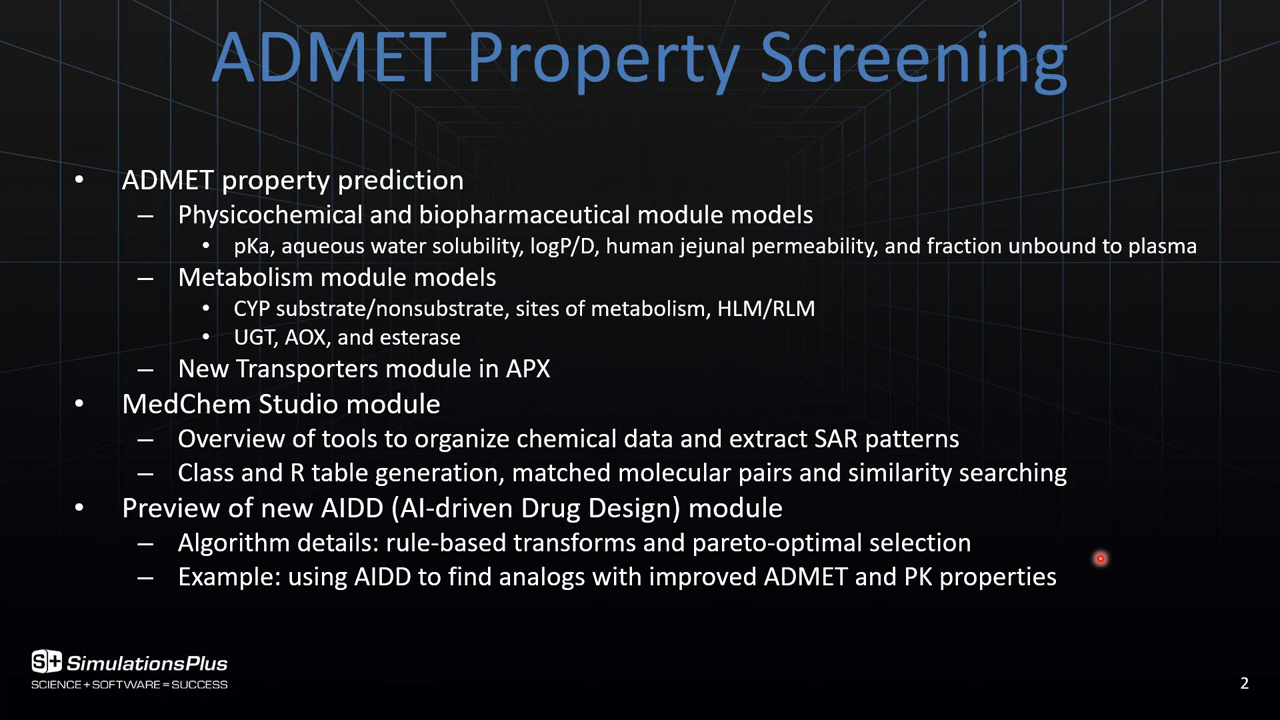 ADMET Property Screening
• ADMET property prediction
– Physicochemical and biopharmaceutical module models
• pKa, aqueous water solubility, logP/D, human jejunal permeability, and fraction unbound to plasma
– Metabolism module models
• CYP substrate/nonsubstrate, sites of metabolism, HLM/RLM
• UGT, AOX, and esterase
– New Transporters module in APX
• MedChem Studio module
– Overview of tools to organize chemical data and extract SAR patterns
– Class and R table generation, matched molecular pairs and similarity searching
• Preview of new AIDD (AI-driven Drug Design) module
– Algorithm details: rule-based transforms and pareto-optimal selection
– Example: using AIDD to find analogs with improved ADMET and PK properties
S+ SimulationsPlus
SCIENCE + SOFTWARE = SUCCESS
2